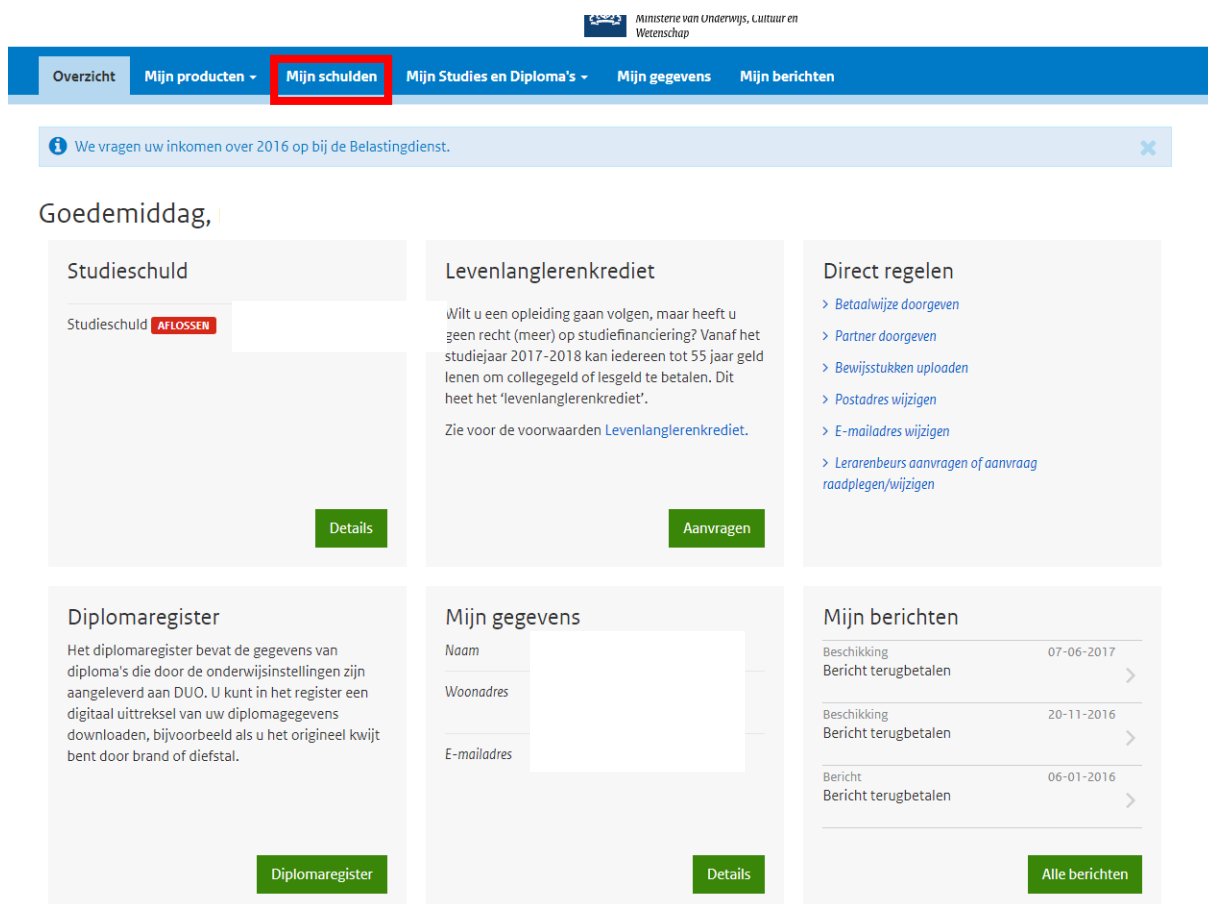 Ministerie van Onderwijs, Cultuur en
Wetenschap
Overzicht
Mijn producten
Mijn schulden
Mijn Studies en Diploma's
Mijn gegevens
Mijn berichten
We vragen uw inkomen over 2016 op bij de Belastingdienst.
Goedemiddag,
Studieschuld
Studieschuld AFLOSSEN
Details
Levenlanglerenkrediet
Wilt u een opleiding gaan volgen, maar heeft u
geen recht (meer) op studiefinanciering? Vanaf het
studiejaar 2017-2018 kan iedereen tot 55 jaar geld
lenen om collegegeld of lesgeld te betalen. Dit
heet het ‘levenlanglerenkrediet’.
Zie voor de voorwaarden Levenlanglerenkrediet.
Aanvragen
Direct regelen
> Betaalwijze doorgeven
> Partner doorgeven
> Bewijsstukken uploaden
> Postadres wijzigen
> E-mailadres wijzigen
> Lerarenbeurs aanvragen of aanvraag
raadplegen/wijzigen
Diplomaregister
Het diplomaregister bevat de gegevens van
diploma's die door de onderwijsinstellingen zijn
aangeleverd aan DUO. U kunt in het register een
digitaal uittreksel van uw diplomagegevens
downloaden, bijvoorbeeld als u het origineel kwijt
bent door brand of diefstal.
Diplomaregister
Mijn gegevens
Naam
Woonadres
E-mailadres
Details
Mijn berichten
Beschikking 07-06-2017
Bericht terugbetalen
Beschikking 20-11-2016
Bericht terugbetalen
Bericht 06-01-2016
Bericht terugbetalen
Alle berichten